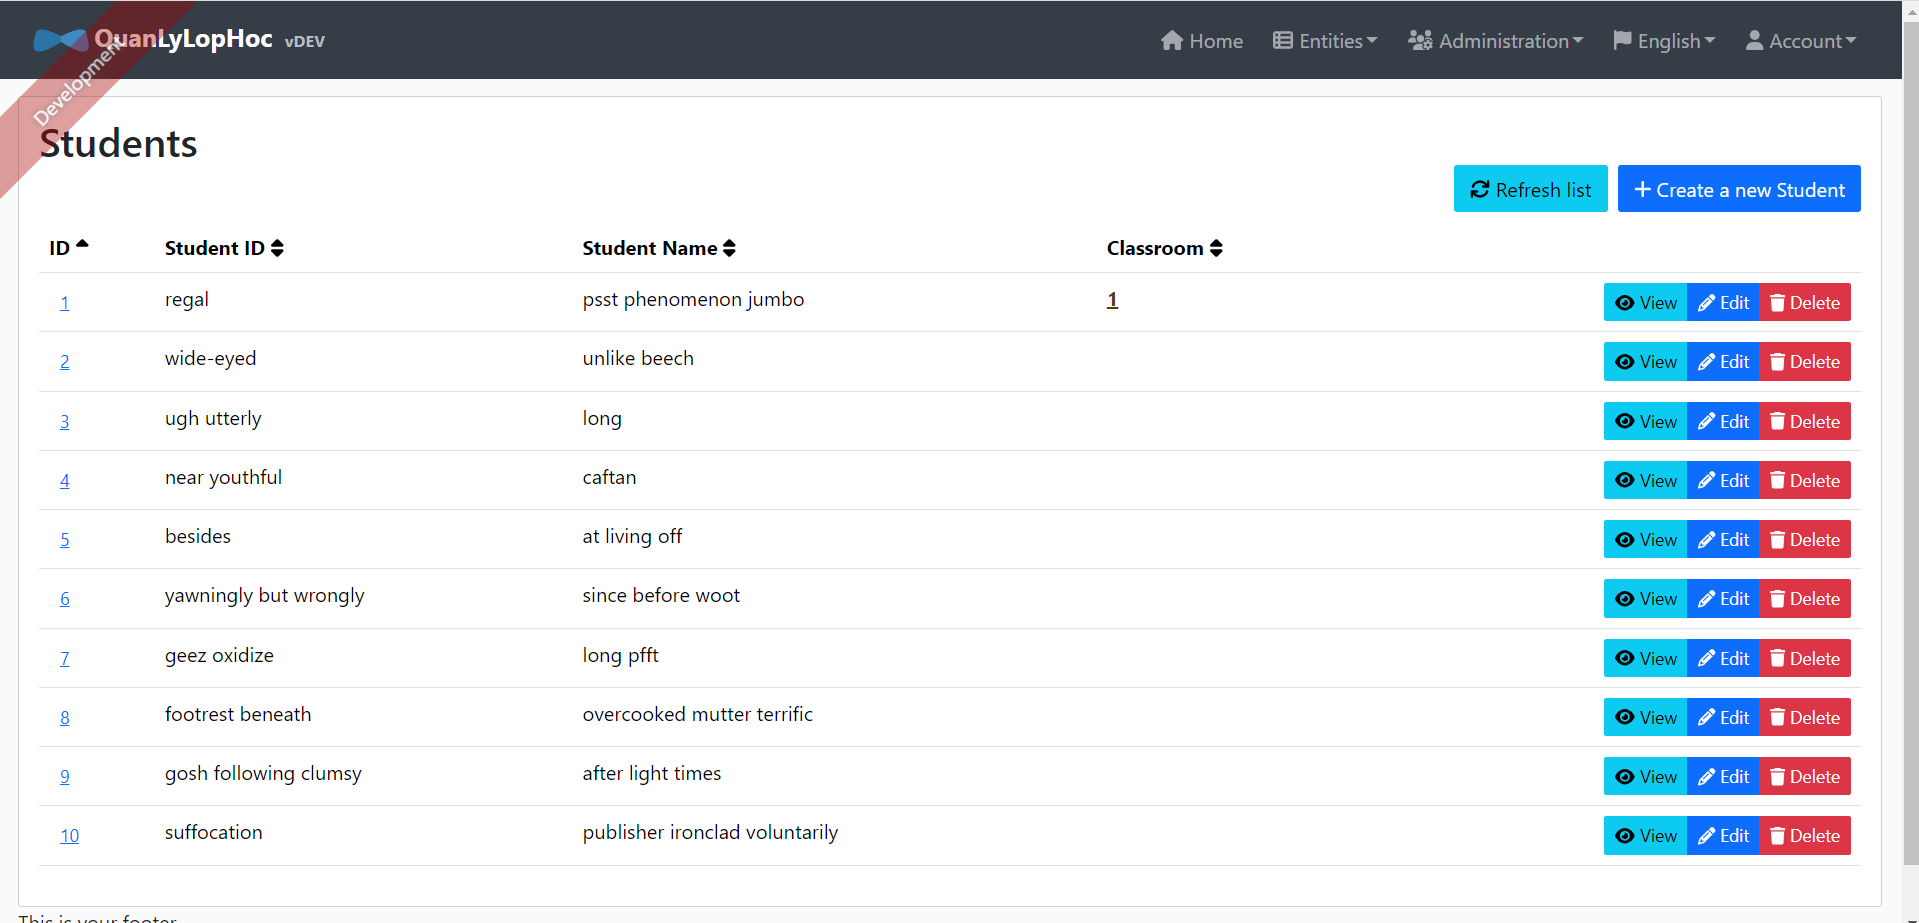 QuanLyLopHoc vDEV Home Entities Administration English Account
Development
Students
Refresh list Create a new Student
ID Student ID Student Name Classroom
1 regal psst phenomenon jumbo 1 View Edit Delete
2 wide-eyed unlike beech View Edit Delete
3 ugh utterly long View Edit Delete
4 near youthful caftan View Edit Delete
5 besides at living off View Edit Delete
6 yawningly but wrongly since before woot View Edit Delete
7 geez oxidize long pfft View Edit Delete
8 footrest beneath overcooked mutter terrific View Edit Delete
9 gosh following clumsy after light times View Edit Delete
10 suffocation publisher ironclad voluntarily View Edit Delete
This is your footer